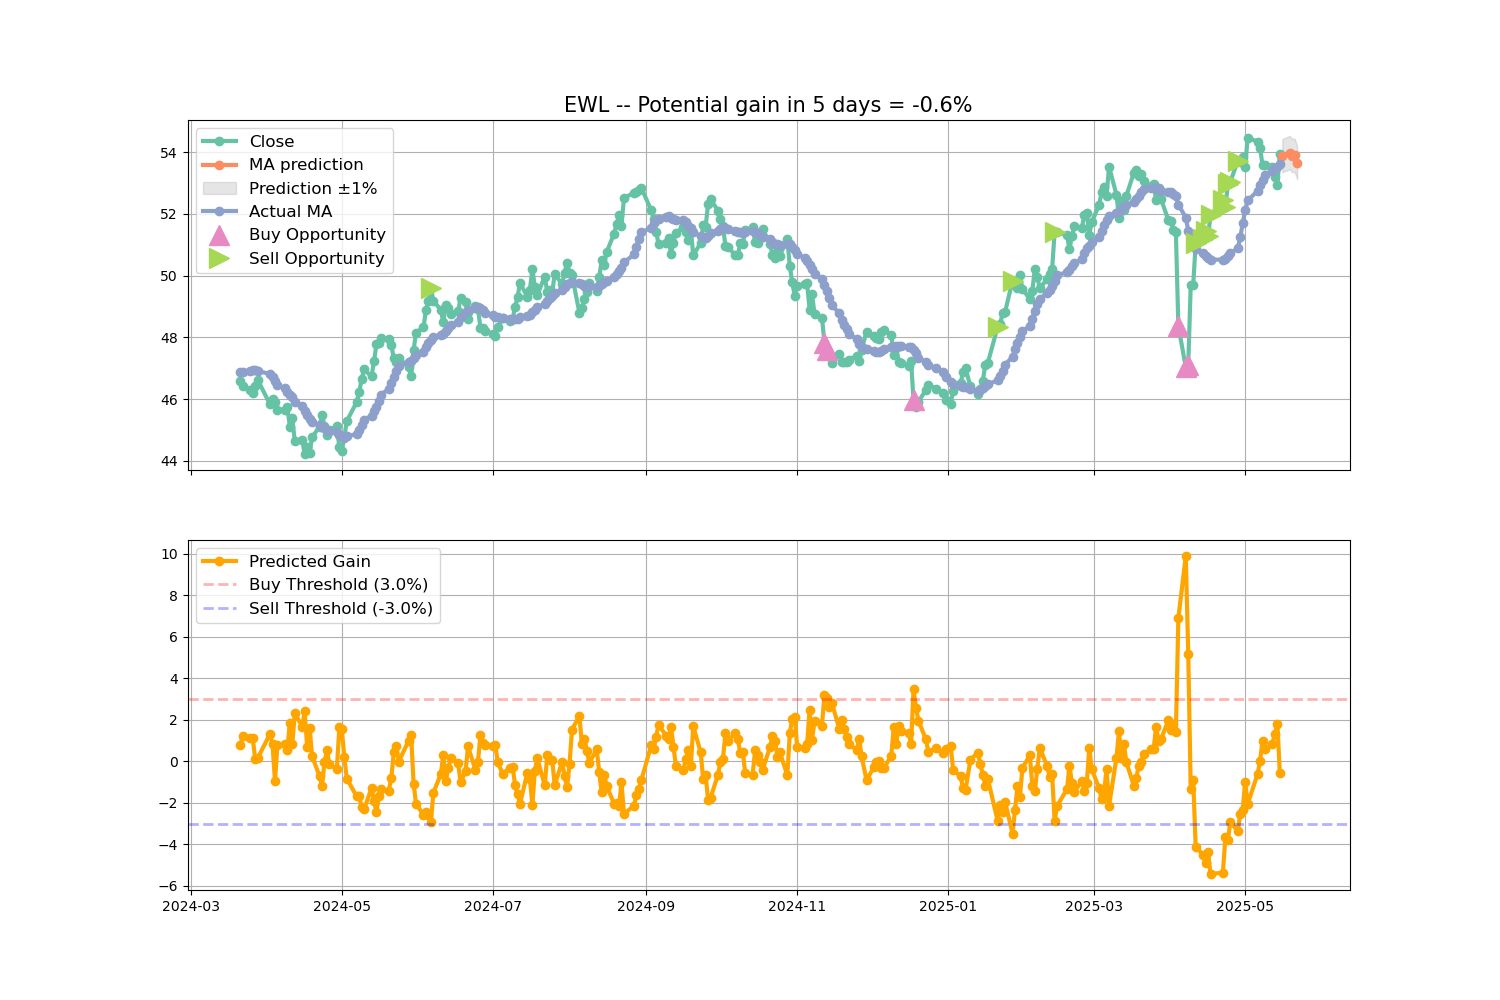 EWL -- Potential gain in 5 days = -0.6%
Close
MA prediction
Prediction ±1%
Actual MA
Buy Opportunity
Sell Opportunity
54
52
50
48
46
44
Predicted Gain
Buy Threshold (3.0%)
Sell Threshold (-3.0%)
10
8
6
4
2
0
−2
−4
−6
2024-03 2024-05 2024-07 2024-09 2024-11 2025-01 2025-03 2025-05